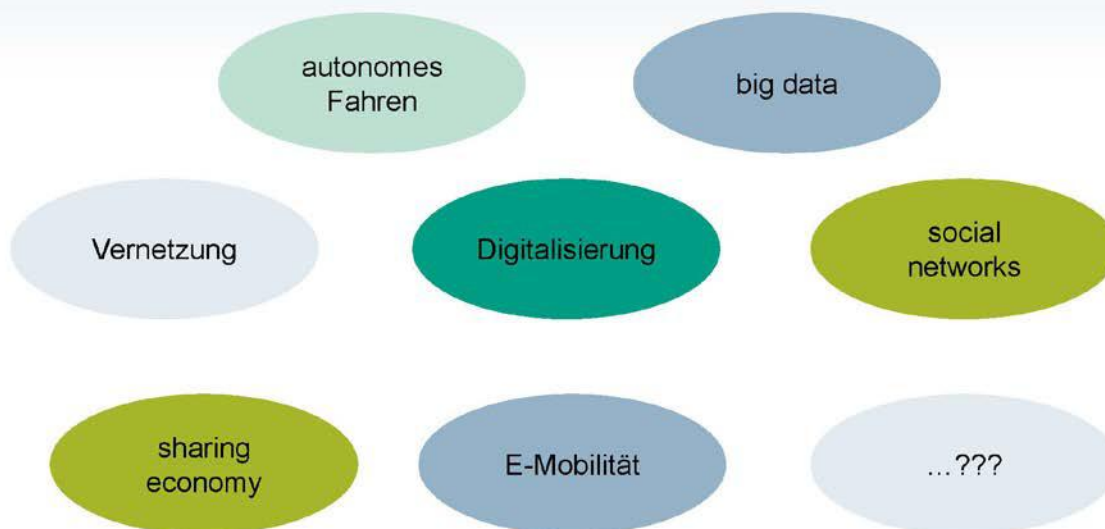 autonomes
Fahren
big data
Vernetzung
Digitalisierung
social
networks
sharing
economy
E-Mobilität
...???